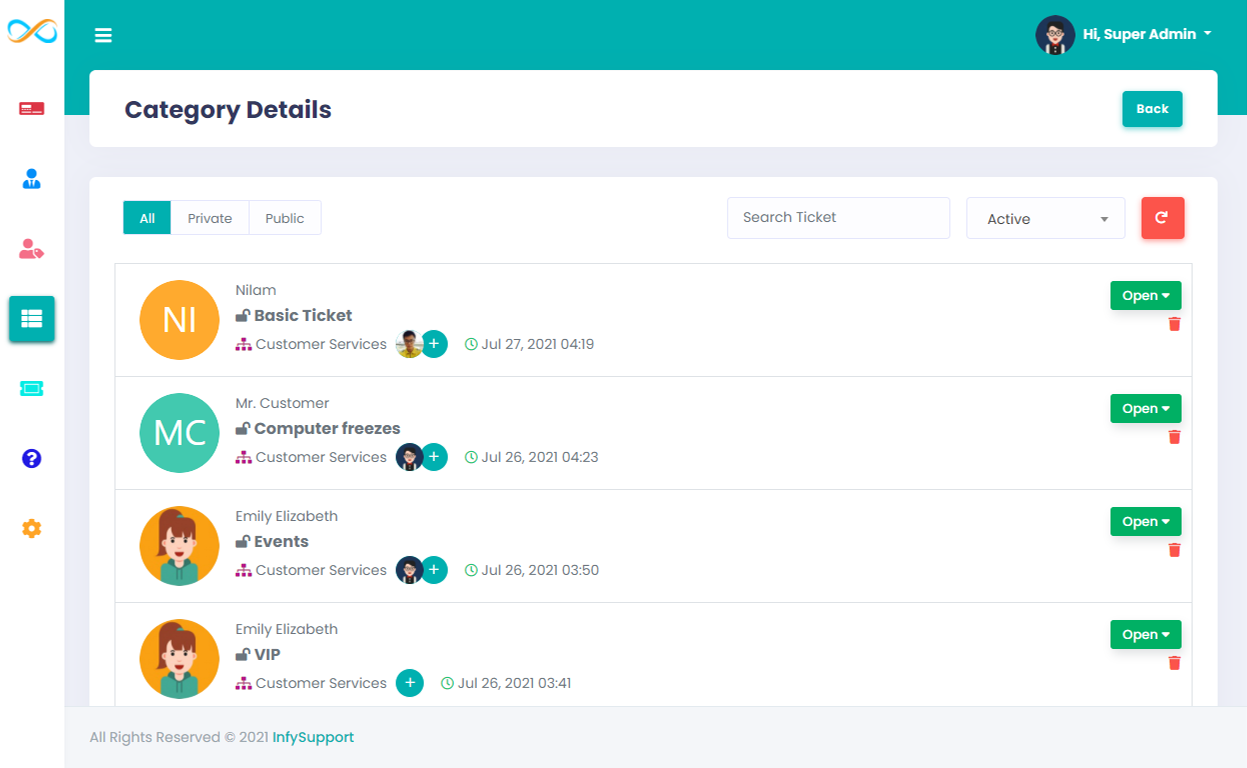 Hi, Super Admin
Category Details
Back
All Private Public
Search Ticket
Active
Nilam
Basic Ticket
Customer Services + Jul 27, 2021 04:19
NI
Open
Mr. Customer
Computer freezes
Customer Services + Jul 26, 2021 04:23
MC
Open
Emily Elizabeth
Events
Customer Services + Jul 26, 2021 03:50
Open
Emily Elizabeth
VIP
Customer Services + Jul 26, 2021 03:41
Open
All Rights Reserved © 2021 InfySupport